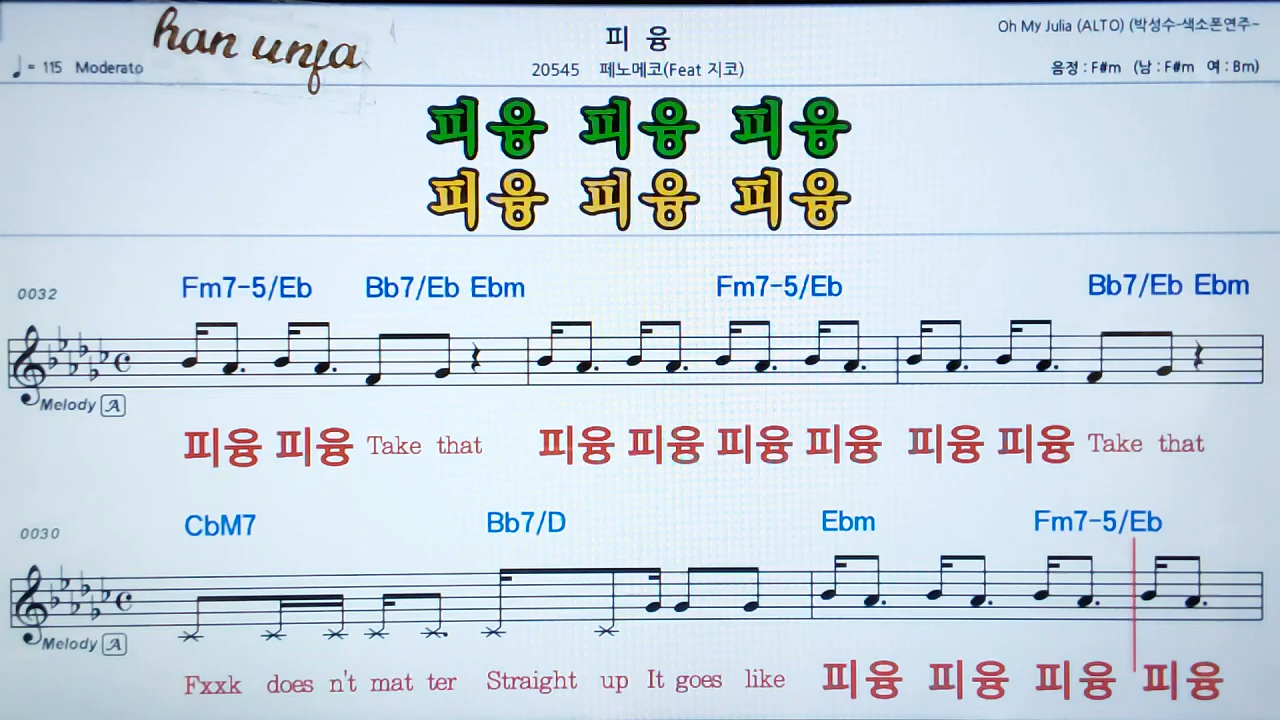 han unfa
피 융
Oh My Julia (ALTO) (박성수-색소폰연주~
♩= 115 Moderato
20545 페노메코(Feat 지코)
음정 : F#m (남 : F#m 여 : Bm)
피융 피융 피융
피융 피융 피융
0032 Fm7-5/Eb Bb7/Eb Ebm Fm7-5/Eb Bb7/Eb Ebm
Melody A
피융 피융 Take that 피융 피융 피융 피융 피융 피융 Take that
0030 CbM7 Bb7/D Ebm Fm7-5/Eb
Melody A
Fxxk does n't mat ter Straight up It goes like 피융 피융 피융 피융